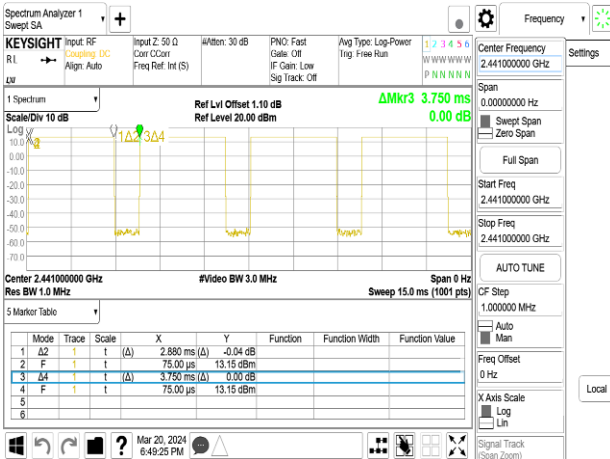 Spectrum Analyzer 1
Swept SA
+
Frequency
KEYSIGHT
Input: RF
Coupling: DC
Align: Auto
Input Z: 50 Ω
Corr CCorr
Freq Ref: Int (S)
#Atten: 30 dB
PNO: Fast
Gate: Off
IF Gain: Low
Sig Track: Off
Avg Type: Log-Power
Trig: Free Run
1 2 3 4 5 6
W W W W W W
P N N N N N
RL
Center Frequency
2.441000000 GHz
Settings
1 Spectrum
Scale/Div 10 dB
Ref Lvl Offset 1.10 dB
Ref Level 20.00 dBm
ΔMkr3 3.750 ms
0.00 dB
Span
0.00000000 Hz
Swept Span
Zero Span
Log
1Δ2 3Δ4
10.0
0.00
-10.0
-20.0
-30.0
-40.0
-50.0
-60.0
-70.0
Full Span
Start Freq
2.441000000 GHz
Stop Freq
2.441000000 GHz
AUTO TUNE
Center 2.441000000 GHz
Res BW 1.0 MHz
#Video BW 3.0 MHz
Span 0 Hz
Sweep 15.0 ms (1001 pts)
CF Step
1.000000 MHz
Auto
Man
5 Marker Table
Mode Trace Scale X Y Function Function Width Function Value
1 Δ2 1 t (Δ) 2.880 ms (Δ) -0.04 dB
2 F 1 t 75.00 µs 13.15 dBm
3 Δ4 1 t (Δ) 3.750 ms (Δ) 0.00 dB
4 F 1 t 75.00 µs 13.15 dBm
5
6
Freq Offset
0 Hz
Local
X Axis Scale
Log
Lin
?
Mar 20, 2024
6:49:25 PM
Signal Track
(Span Zoom)